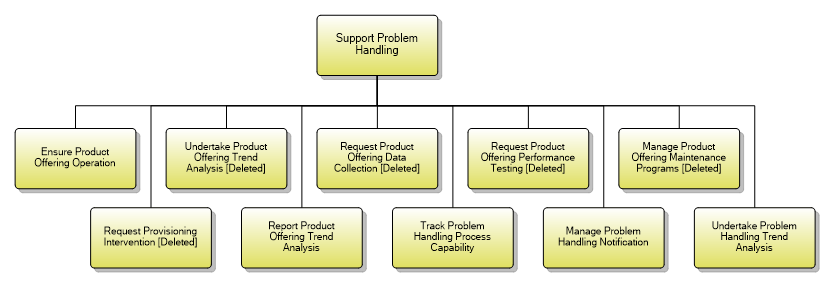 Support Problem
Handling
Ensure Product
Offering Operation
Undertake Product
Offering Trend
Analysis [Deleted]
Request Product
Offering Data
Collection [Deleted]
Request Product
Offering Performance
Testing [Deleted]
Manage Product
Offering Maintenance
Programs [Deleted]
Request Provisioning
Intervention [Deleted]
Report Product
Offering Trend
Analysis
Track Problem
Handling Process
Capability
Manage Problem
Handling Notification
Undertake Problem
Handling Trend
Analysis